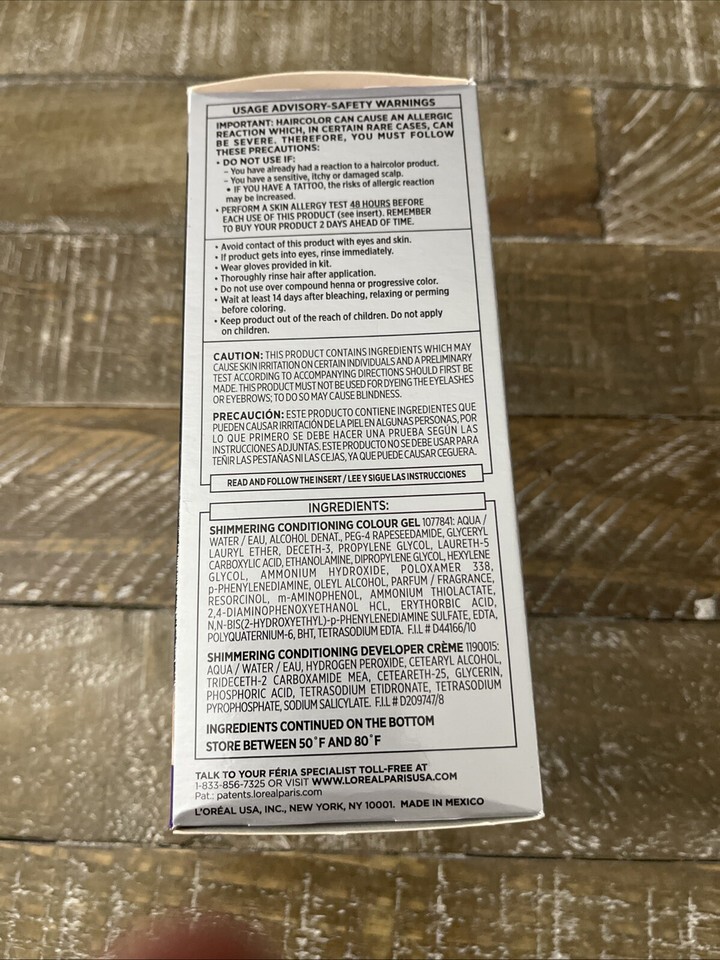 USAGE ADVISORY-SAFETY WARNINGS
IMPORTANT: HAIRCOLOR CAN CAUSE AN ALLERGIC
REACTION WHICH, IN CERTAIN RARE CASES, CAN
BE SEVERE. THEREFORE, YOU MUST FOLLOW
THESE PRECAUTIONS:
• DO NOT USE IF:
– You have already had a reaction to a haircolor product.
– You have a sensitive, itchy or damaged scalp.
• IF YOU HAVE A TATTOO, the risks of allergic reaction
may be increased.
• PERFORM A SKIN ALLERGY TEST 48 HOURS BEFORE
EACH USE OF THIS PRODUCT (see insert). REMEMBER
TO BUY YOUR PRODUCT 2 DAYS AHEAD OF TIME.
• Avoid contact of this product with eyes and skin.
• If product gets into eyes, rinse immediately.
• Wear gloves provided in kit.
• Thoroughly rinse hair after application.
• Do not use over compound henna or progressive color.
• Wait at least 14 days after bleaching, relaxing or perming
before coloring.
• Keep product out of the reach of children. Do not apply
on children.
CAUTION: THIS PRODUCT CONTAINS INGREDIENTS WHICH MAY
CAUSE SKIN IRRITATION ON CERTAIN INDIVIDUALS AND A PRELIMINARY
TEST ACCORDING TO ACCOMPANYING DIRECTIONS SHOULD FIRST BE
MADE. THIS PRODUCT MUST NOT BE USED FOR DYEING THE EYELASHES
OR EYEBROWS; TO DO SO MAY CAUSE BLINDNESS.
PRECAUCIÓN: ESTE PRODUCTO CONTIENE INGREDIENTES QUE
PUEDEN CAUSAR IRRITACIÓN DE LA PIEL EN ALGUNAS PERSONAS, POR
LO QUE PRIMERO SE DEBE HACER UNA PRUEBA SEGÚN LAS
INSTRUCCIONES ADJUNTAS. ESTE PRODUCTO NO SE DEBE USAR PARA
TEÑIR LAS PESTAÑAS NI LAS CEJAS, YA QUE PUEDE CAUSAR CEGUERA.
READ AND FOLLOW THE INSERT / LEE Y SIGUE LAS INSTRUCCIONES
INGREDIENTS:
SHIMMERING CONDITIONING COLOUR GEL 1077841: AQUA /
WATER / EAU, ALCOHOL DENAT., PEG-4 RAPESEEDAMIDE, GLYCERYL
LAURYL ETHER, DECETH-3, PROPYLENE GLYCOL, LAURETH-5
CARBOXYLIC ACID, ETHANOLAMINE, DIPROPYLENE GLYCOL, HEXYLENE
GLYCOL, AMMONIUM HYDROXIDE, POLOXAMER 338,
p-PHENYLENEDIAMINE, OLEYL ALCOHOL, PARFUM / FRAGRANCE,
RESORCINOL, m-AMINOPHENOL, AMMONIUM THIOLACTATE,
2,4-DIAMINOPHENOXYETHANOL HCL, ERYTHORBIC ACID,
N,N-BIS(2-HYDROXYETHYL)-p-PHENYLENEDIAMINE SULFATE, EDTA,
POLYQUATERNIUM-6, BHT, TETRASODIUM EDTA. F.I.L # D44166/10
SHIMMERING CONDITIONING DEVELOPER CRÈME 1190015:
AQUA / WATER / EAU, HYDROGEN PEROXIDE, CETEARYL ALCOHOL,
TRIDECETH-2 CARBOXAMIDE MEA, CETEARETH-25, GLYCERIN,
PHOSPHORIC ACID, TETRASODIUM ETIDRONATE, TETRASODIUM
PYROPHOSPHATE, SODIUM SALICYLATE. F.I.L # D209747/8
INGREDIENTS CONTINUED ON THE BOTTOM
STORE BETWEEN 50˚F AND 80˚F
TALK TO YOUR FÉRIA SPECIALIST TOLL-FREE AT
1-833-856-7325 OR VISIT WWW.LOREALPARISUSA.COM
Pat.: patents.lorealparis.com
L'ORÉAL USA, INC., NEW YORK, NY 10001. MADE IN MEXICO